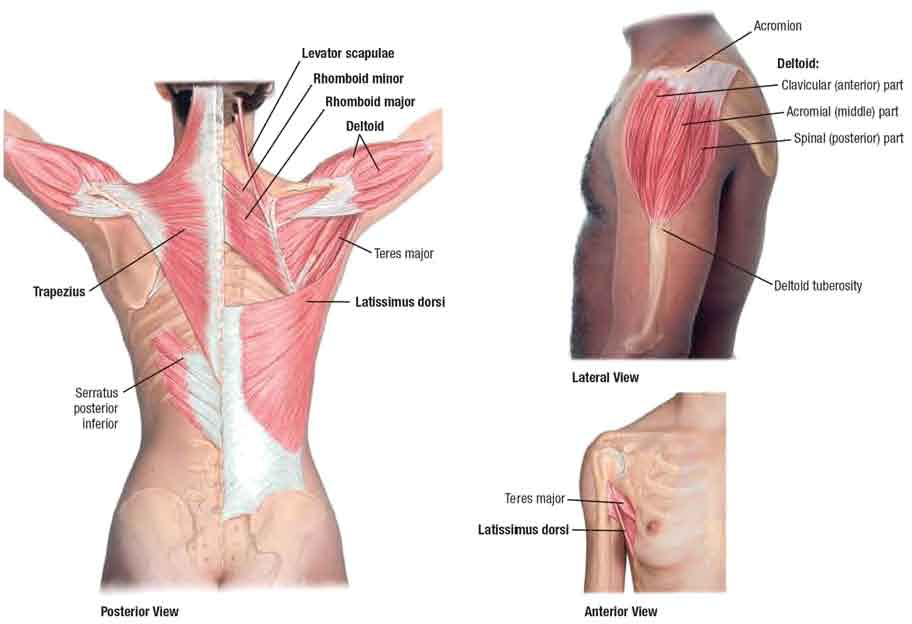 Levator scapulae
Rhomboid minor
Rhomboid major
Deltoid
Teres major
Trapezius
Latissimus dorsi
Serratus
posterior
inferior
Posterior View
Acromion
Deltoid:
Clavicular (anterior) part
Acromial (middle) part
Spinal (posterior) part
Deltoid tuberosity
Lateral View
Teres major
Latissimus dorsi
Anterior View